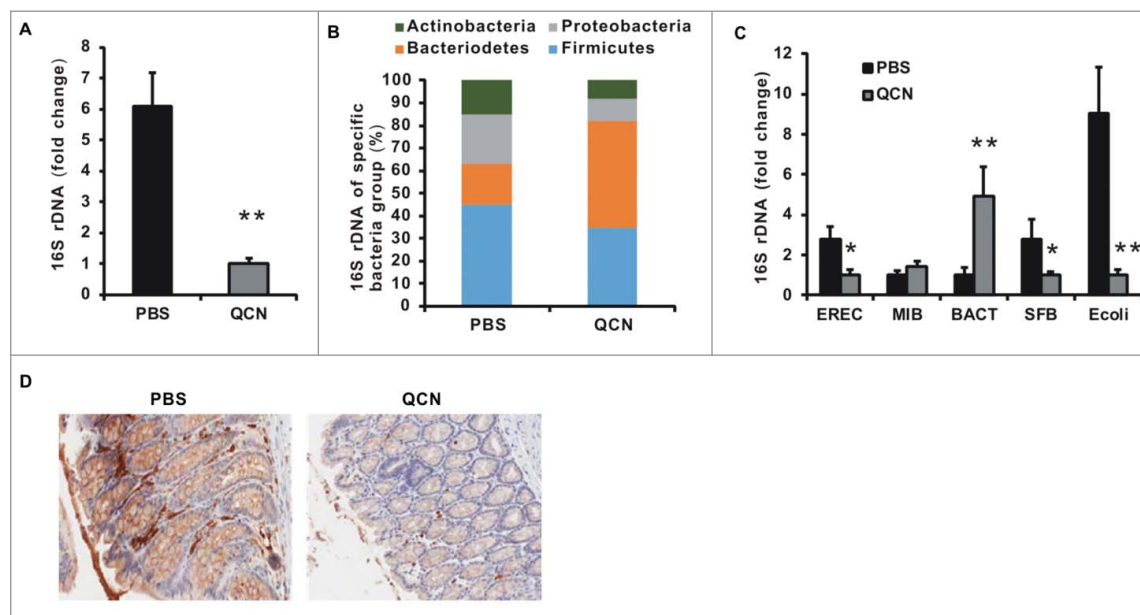 A
16S rDNA (fold change)
8
7
6
5
4
3
2
1
0
**
PBS QCN
B
Actinobacteria Proteobacteria
Bacteriodetes Firmicutes
16S rDNA of specific
bacteria group (%)
100
90
80
70
60
50
40
30
20
10
0
PBS QCN
C
16S rDNA (fold change)
12
10
8
6
4
2
0
PBS
QCN
* ** * **
EREC MIB BACT SFB Ecoli
D
PBS QCN